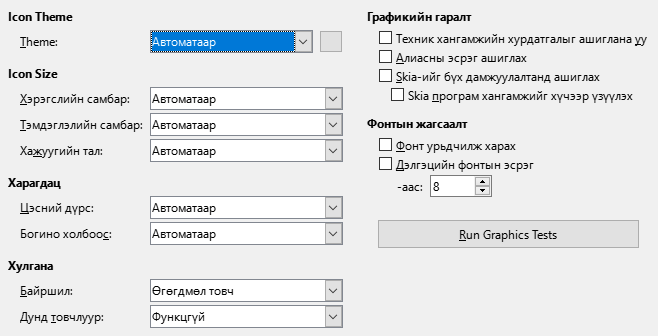 Icon Theme
Theme: Автоматаар
Icon Size
Хэрэгслийн самбар: Автоматаар
Тэмдэглэлийн самбар: Автоматаар
Хажуугийн тал: Автоматаар
Харагдац
Цэсний дүрс: Автоматаар
Богино холбоос: Автоматаар
Хулгана
Байршил: Өгөгдмөл товч
Дунд товчлуур: Функцгүй
Графикийн гаралт
Техник хангамжийн хурдатгалыг ашиглана уу
Алиасны эсрэг ашиглах
Skia-ийг бүх дамжуулалтанд ашиглах
Skia програм хангамжийг хүчээр үзүүлэх
Фонтын жагсаалт
Фонт урьдчилж харах
Дэлгэцийн фонтын эсрэг
-аас: 8
Run Graphics Tests